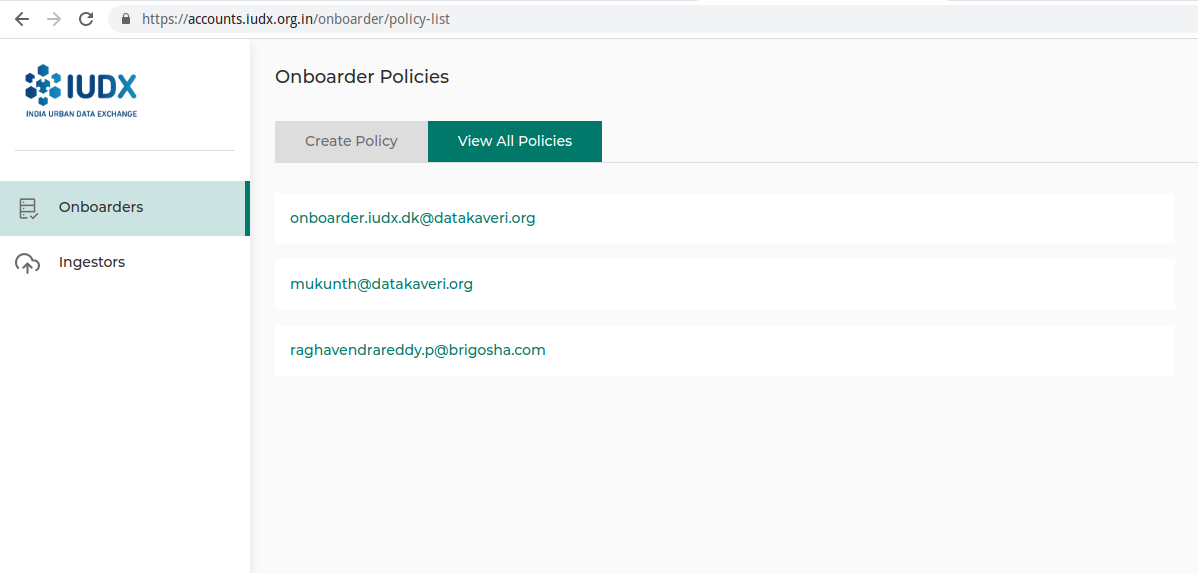 https://accounts.iudx.org.in/onboarder/policy-list
IUDX
INDIA URBAN DATA EXCHANGE
Onboarders
Ingestors
Onboarder Policies
Create Policy
View All Policies
onboarder.iudx.dk@datakaveri.org
mukunth@datakaveri.org
raghavendrareddy.p@brigosha.com